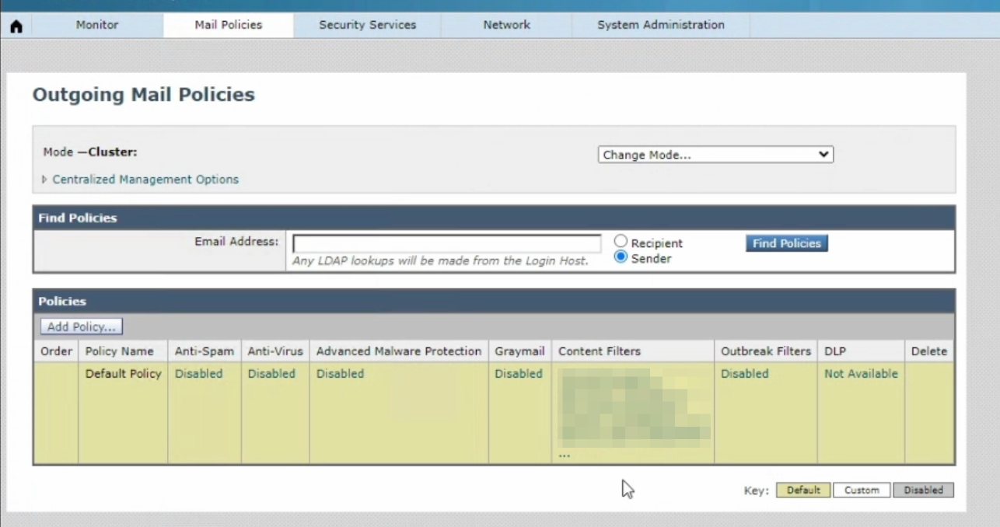 Monitor Mail Policies Security Services Network System Administration
Outgoing Mail Policies
Mode —Cluster: Change Mode...
Centralized Management Options
Find Policies
Email Address: Recipient Find Policies
Any LDAP lookups will be made from the Login Host. Sender
Policies
Add Policy...
Order Policy Name Anti-Spam Anti-Virus Advanced Malware Protection Graymail Content Filters Outbreak Filters DLP Delete
Default Policy Disabled Disabled Disabled Disabled Disabled Not Available
...
Key: Default Custom Disabled